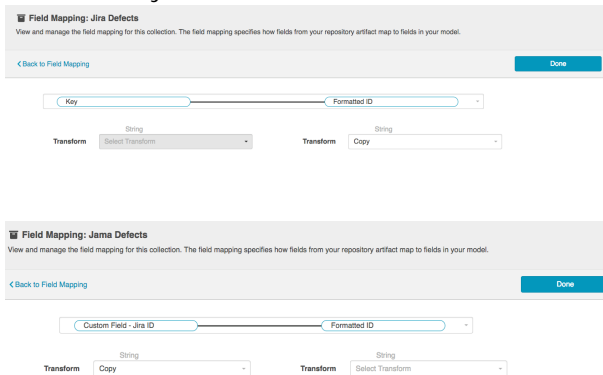 Field Mapping: Jira Defects
View and manage the field mapping for this collection. The field mapping specifies how fields from your repository artifact map to fields in your model.
Back to Field Mapping Done
Key Formatted ID
String String
Transform Select Transform Transform Copy
Field Mapping: Jama Defects
View and manage the field mapping for this collection. The field mapping specifies how fields from your repository artifact map to fields in your model.
Back to Field Mapping Done
Custom Field - Jira ID Formatted ID
String String
Transform Copy Transform Select Transform